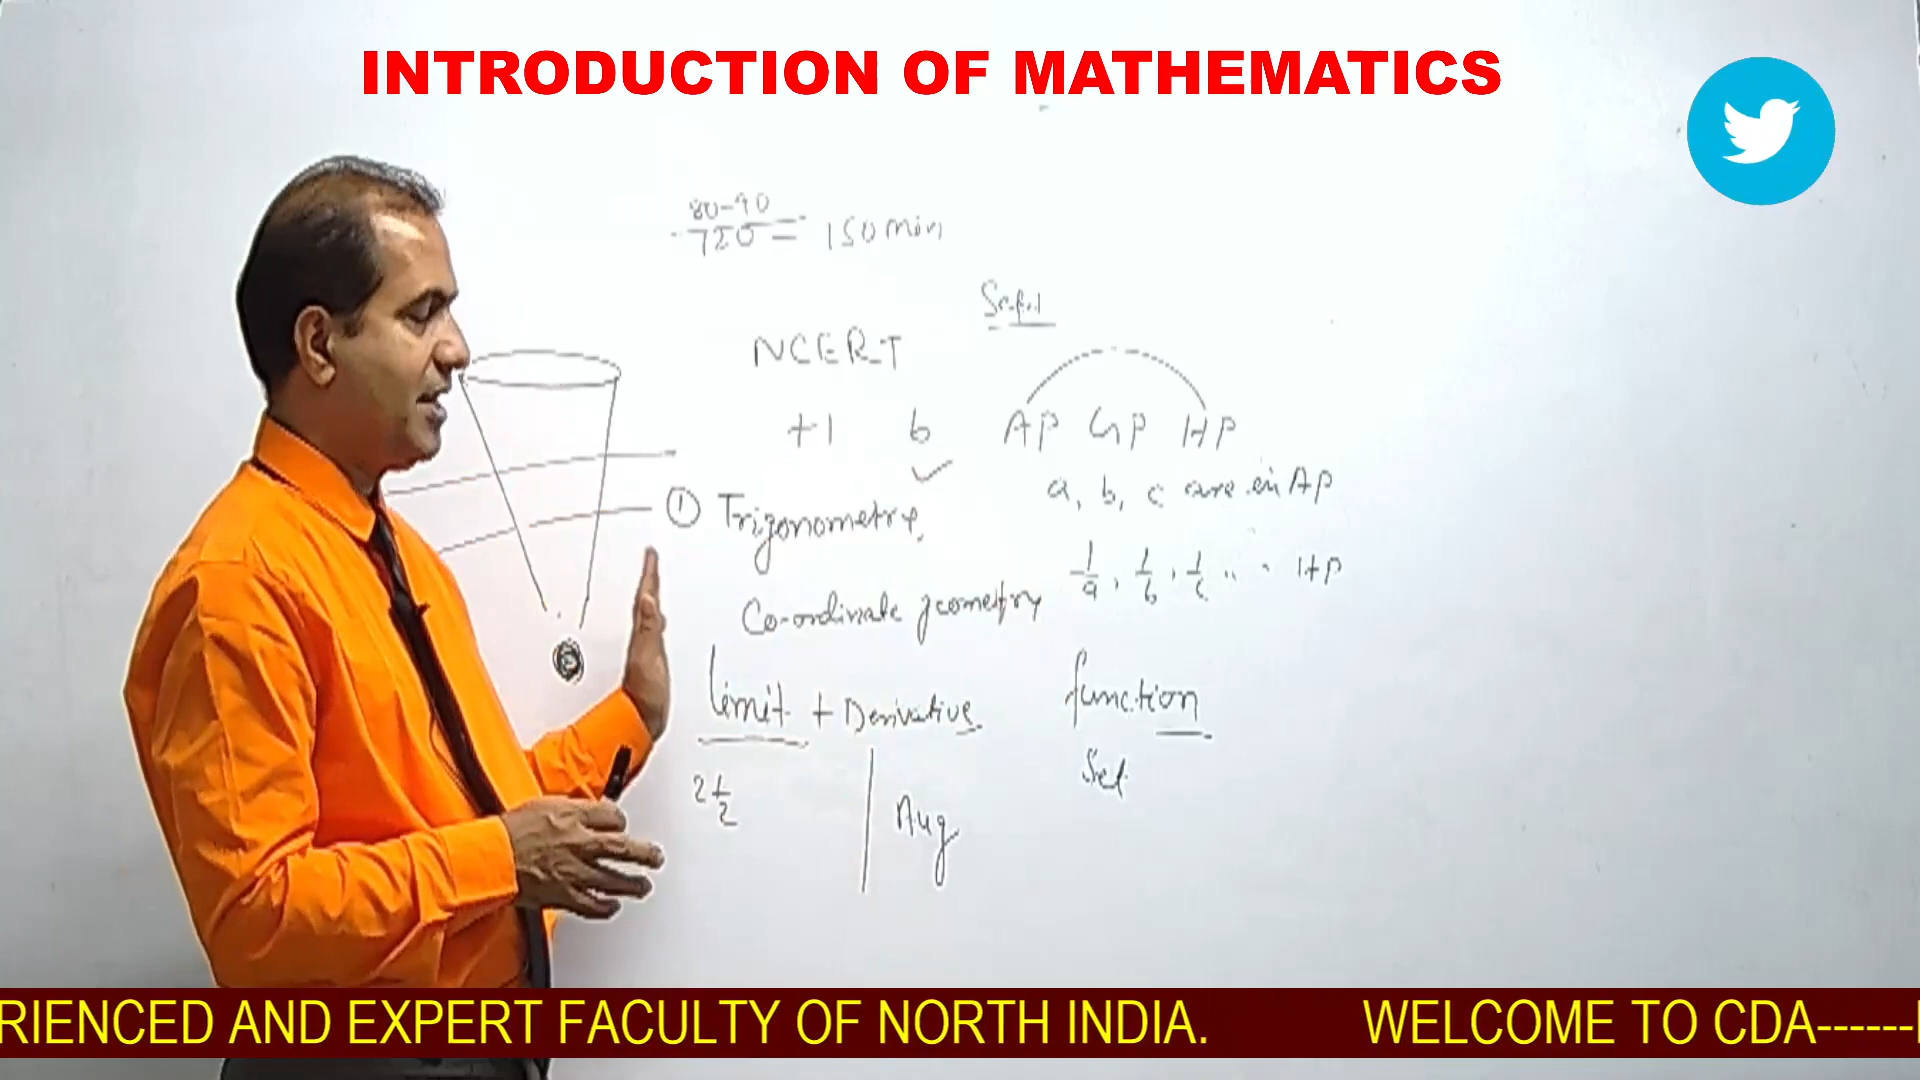 INTRODUCTION OF MATHEMATICS
80-90
720 = 150 min
NCERT
+1 6 AP GP HP
a, b, c are in AP
① Trigonometry,
1/a, 1/b, 1/c " " HP
Co-ordinate geometry
limit + Derivative function
2 1/2 Aug Set
RIENCED AND EXPERT FACULTY OF NORTH INDIA. WELCOME TO CDA------